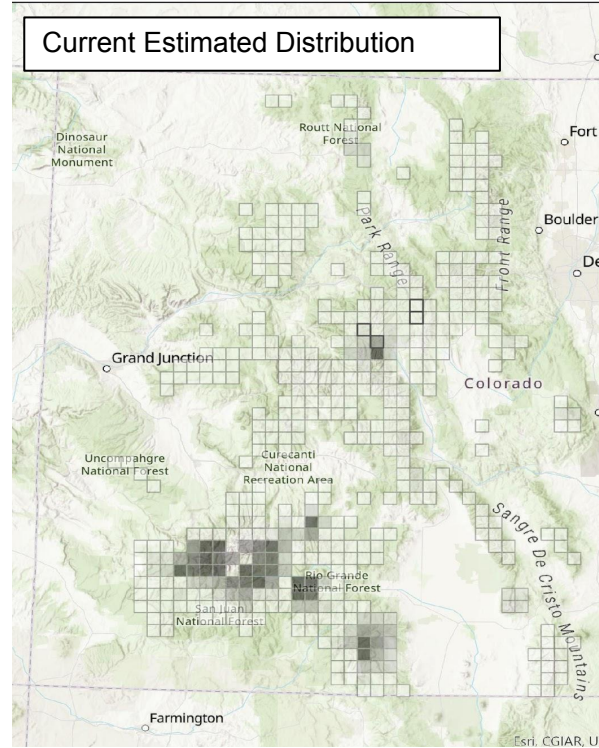 Current Estimated Distribution
Dinosaur
National
Monument
Routt National
Forest
Fort
Park Range
Front Range
Boulder
De
Grand Junction
Colorado
Uncompahgre
National Forest
Curecanti
National
Recreation Area
Sangre De Cristo Mountains
Rio Grande
National Forest
San Juan
National Forest
Farmington
Esri, CGIAR, U